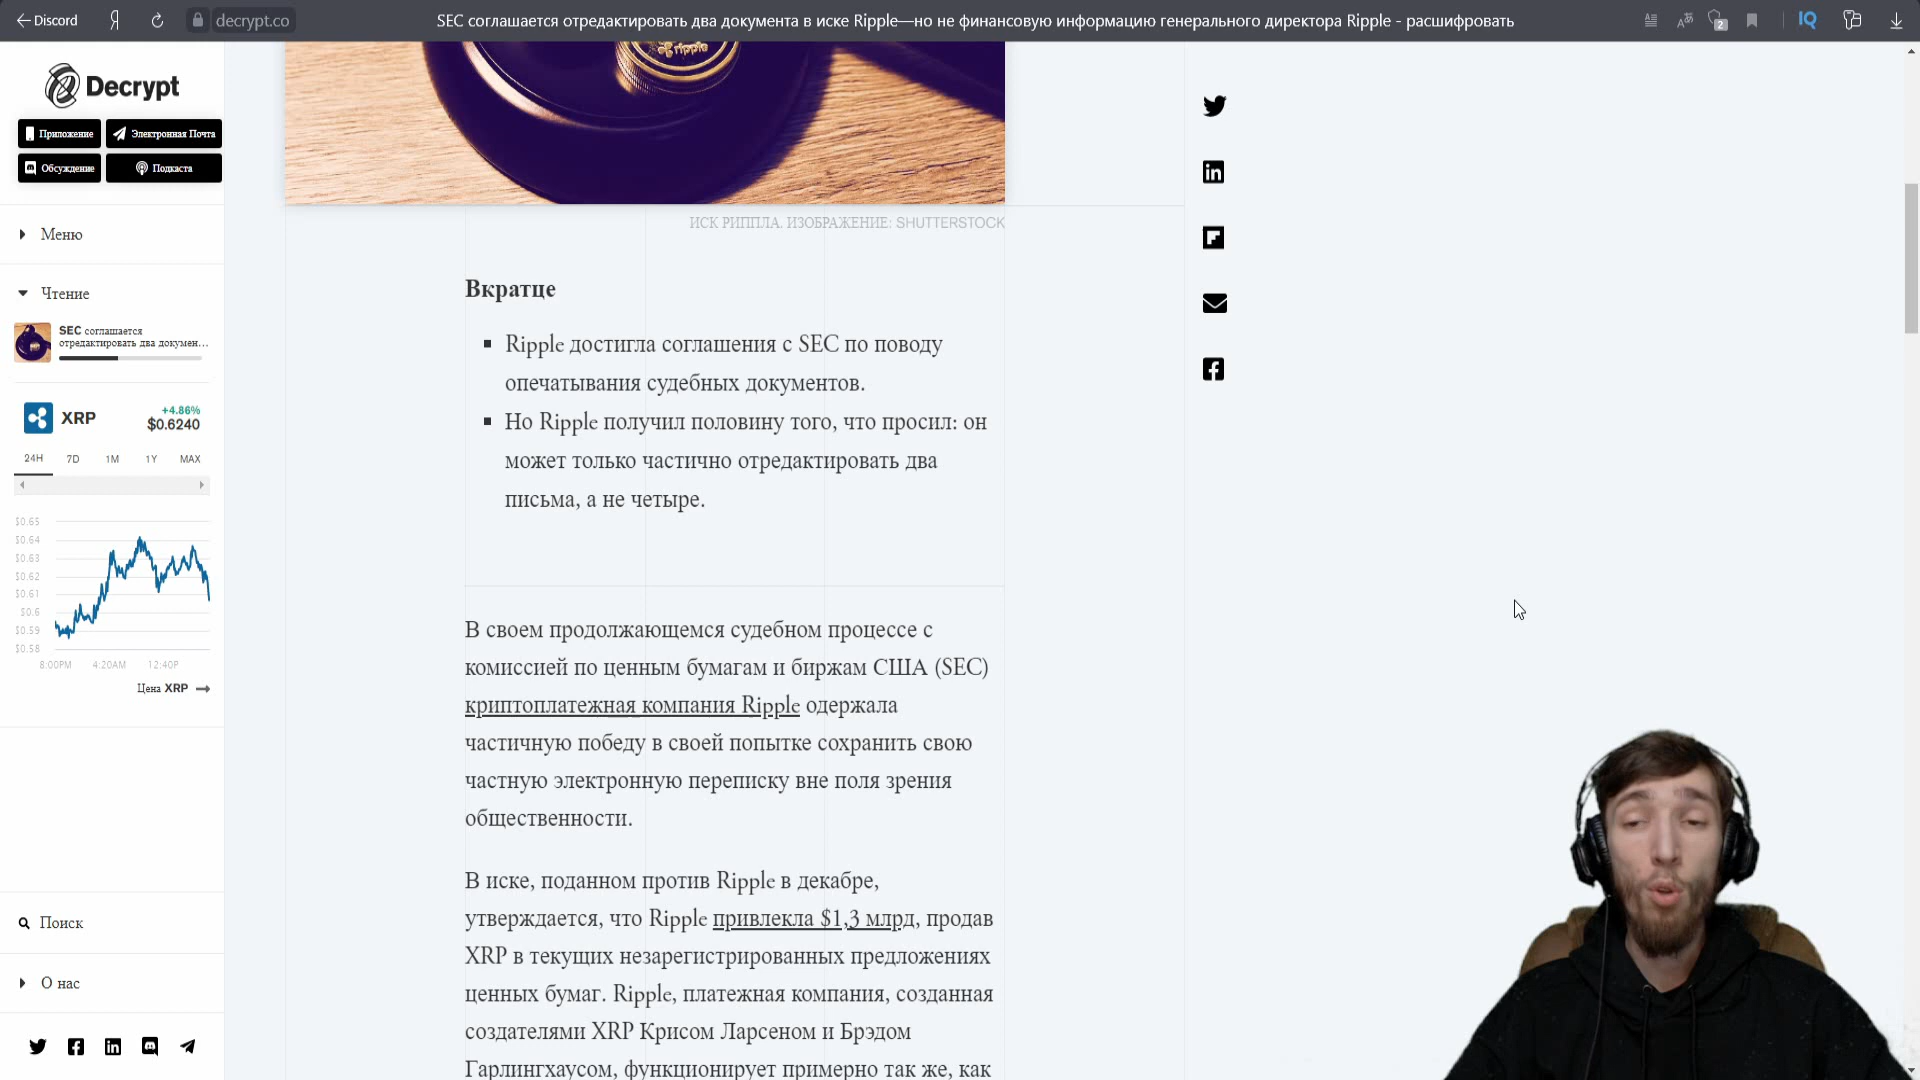 Discord
decrypt.co
SEC соглашается отредактировать два документа в иске Ripple—но не финансовую информацию генерального директора Ripple - расшифровать
2
IQ
Decrypt
Приложение
Электронная Почта
Обсуждение
Подкаста
Меню
Чтение
SEC соглашается
отредактировать два докумен...
XRP
+4.86%
$0.6240
24H 7D 1M 1Y MAX
$0.65
$0.64
$0.63
$0.62
$0.61
$0.6
$0.59
$0.58
8:00PM 4:20AM 12:40P
Цена XRP
Поиск
О нас
ripple
ИСК РИППЛА. ИЗОБРАЖЕНИЕ: SHUTTERSTOCK
Вкратце
Ripple достигла соглашения с SEC по поводу
опечатывания судебных документов.
Но Ripple получил половину того, что просил: он
может только частично отредактировать два
письма, а не четыре.
В своем продолжающемся судебном процессе с
комиссией по ценным бумагам и биржам США (SEC)
криптоплатежная компания Ripple одержала
частичную победу в своей попытке сохранить свою
частную электронную переписку вне поля зрения
общественности.
В иске, поданном против Ripple в декабре,
утверждается, что Ripple привлекла $1,3 млрд, продав
XRP в текущих незарегистрированных предложениях
ценных бумаг. Ripple, платежная компания, созданная
создателями XRP Крисом Ларсеном и Брэдом
Гарлингхаусом, функционирует примерно так же, как